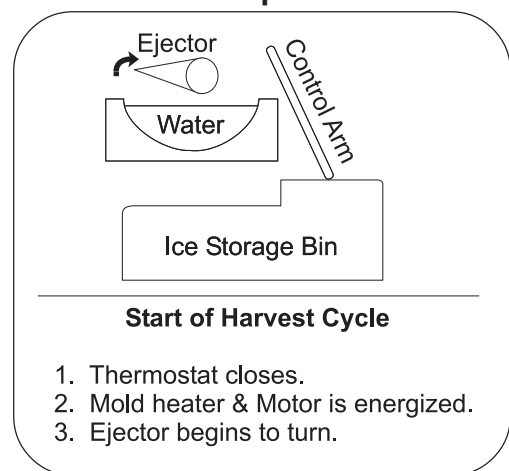 Ejector
Control Arm
Water
Ice Storage Bin
Start of Harvest Cycle
1. Thermostat closes.
2. Mold heater & Motor is energized.
3. Ejector begins to turn.